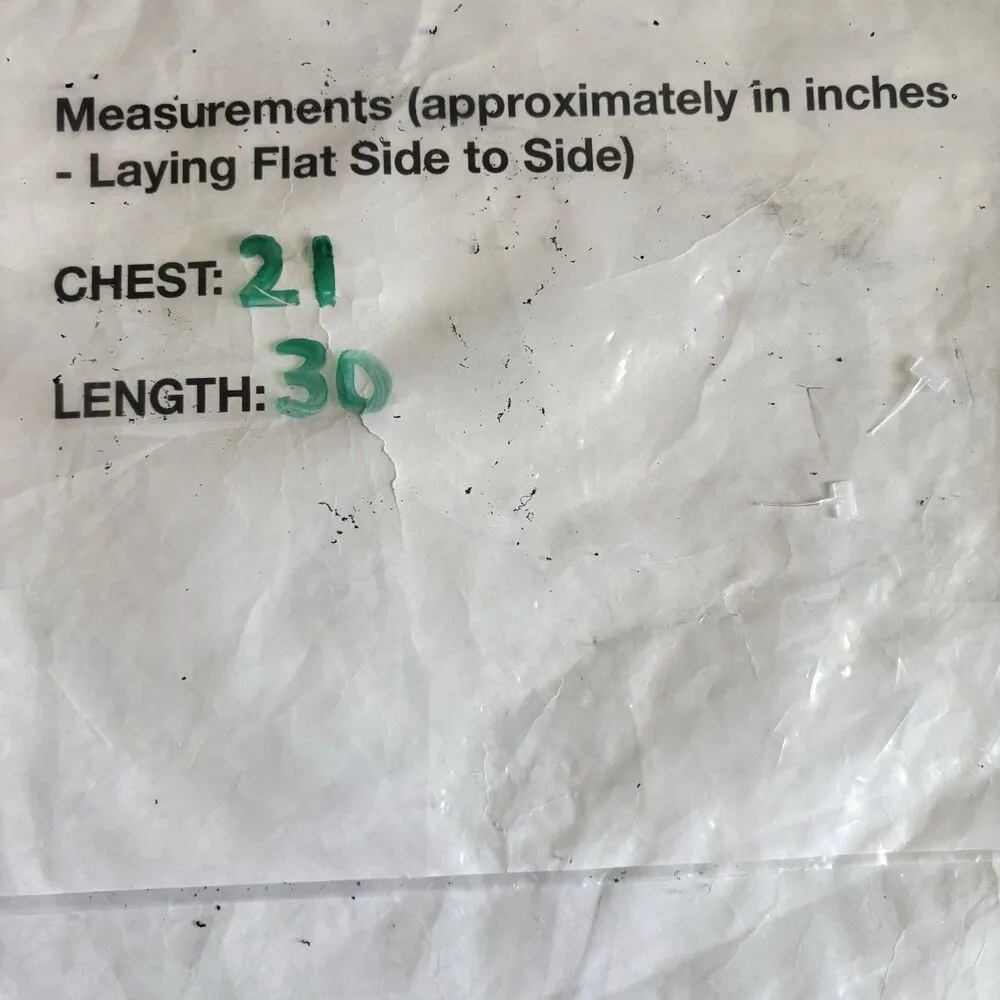 Measurements (approximately in inches
- Laying Flat Side to Side)
CHEST: 21
LENGTH: 30